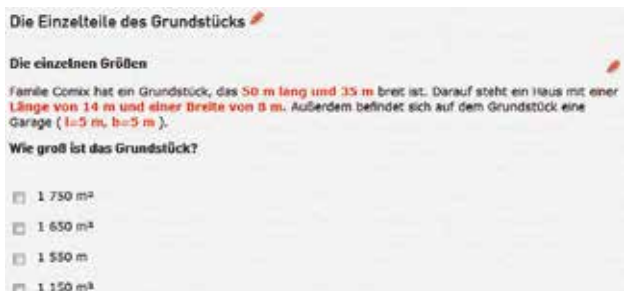 Die Einzelteile des Grundstücks
Die einzelnen Größen
Familie Comix hat ein Grundstück, das 50 m lang und 35 m breit ist. Darauf steht ein Haus mit einer
Länge von 14 m und einer Breite von 8 m. Außerdem befindet sich auf dem Grundstück eine
Garage ( l=5 m, b=5 m ).
Wie groß ist das Grundstück?
1 750 m²
1 650 m²
1 550 m
1 150 m²